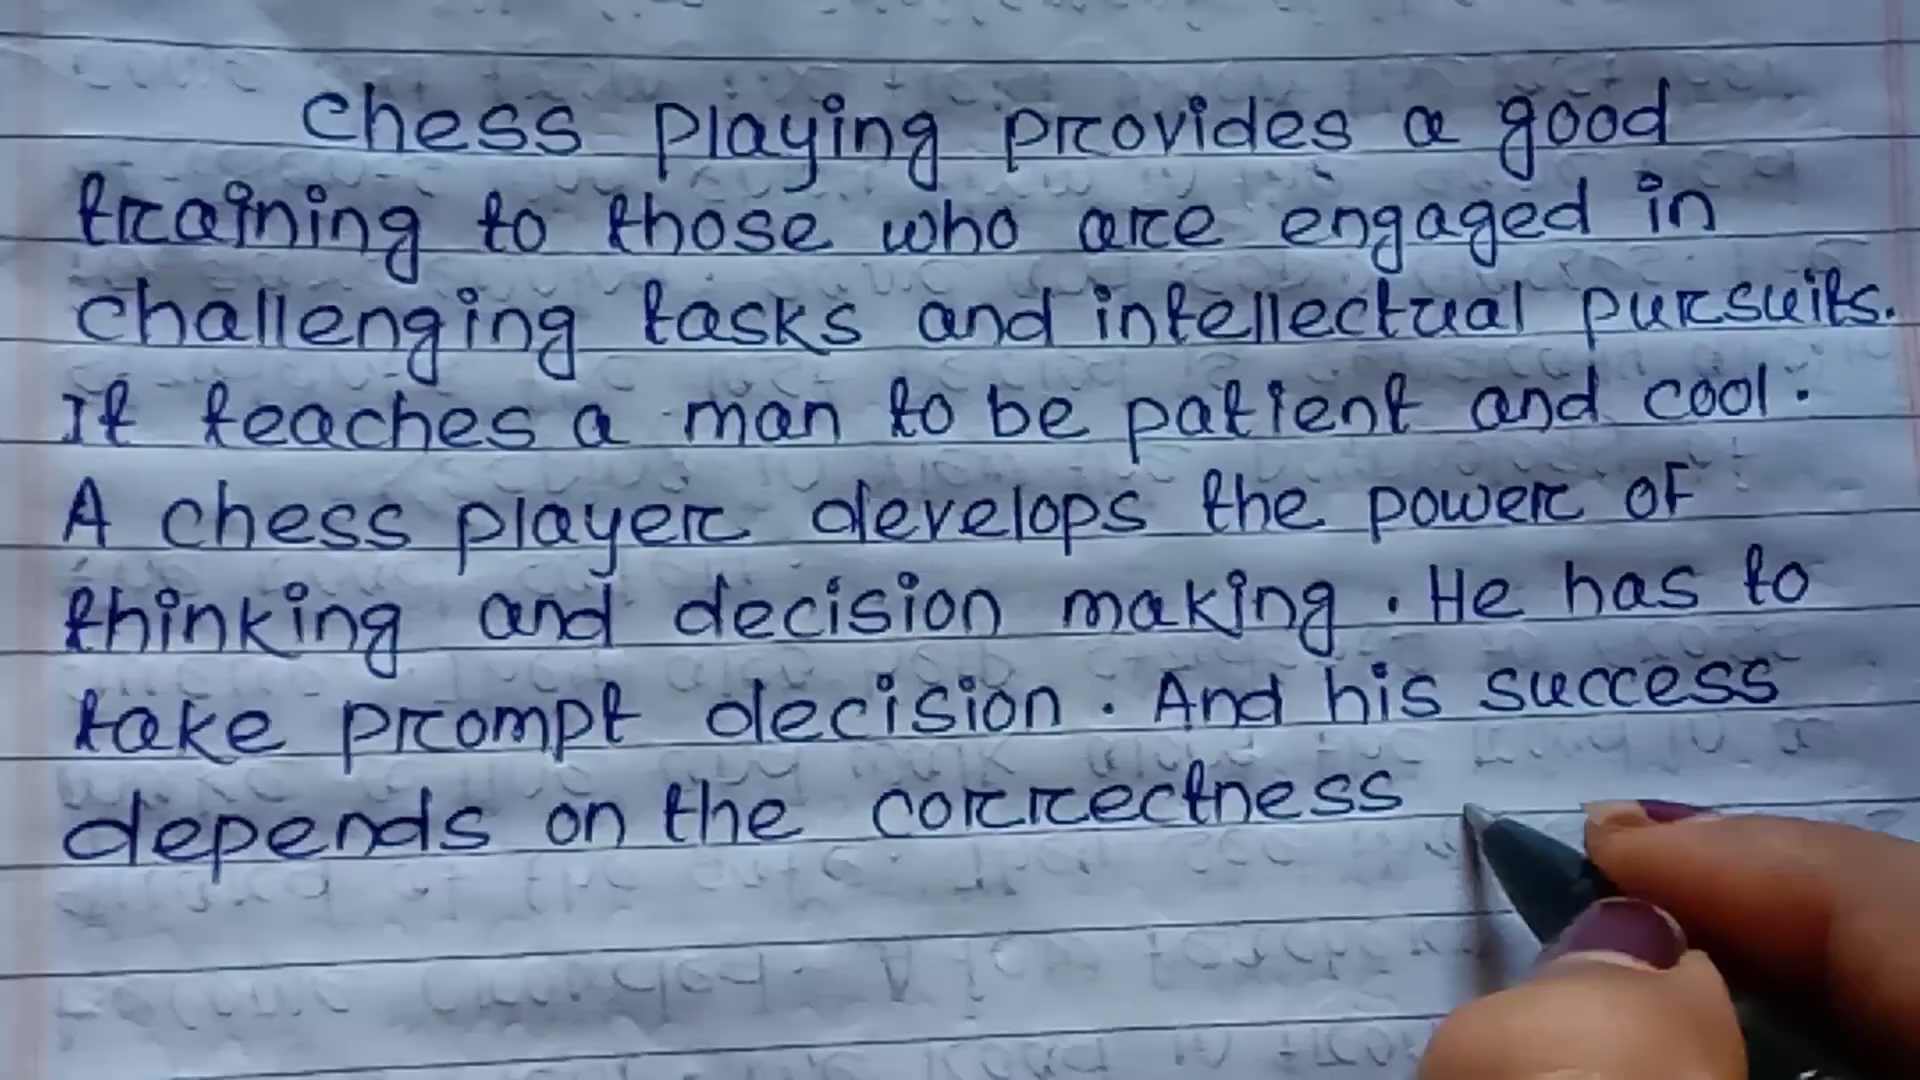 Chess playing provides a good
training to those who are engaged in
challenging tasks and intellectual pursuits.
It teaches a man to be patient and cool.
A chess player develops the power of
thinking and decision making. He has to
take prompt decision. And his success
depends on the correctness